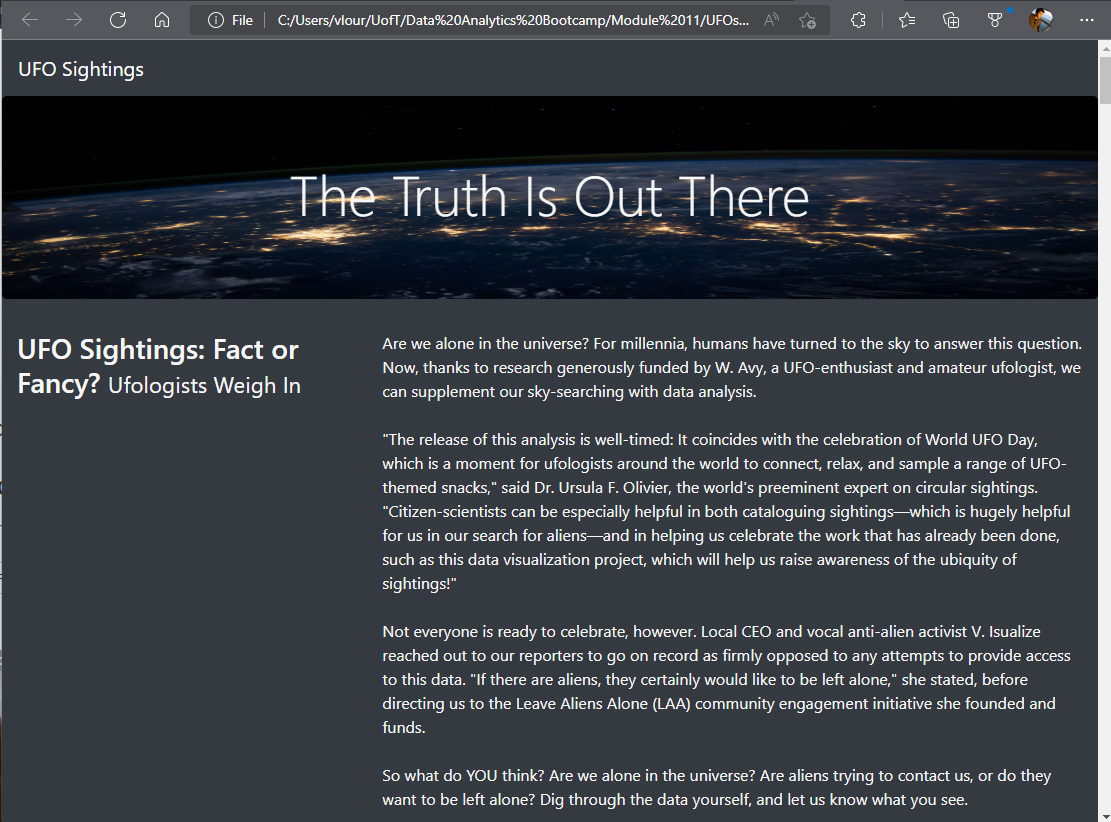 File
C:/Users/vlour/UofT/Data%20Analytics%20Bootcamp/Module%2011/UFOs...
UFO Sightings
The Truth Is Out There
UFO Sightings: Fact or
Fancy? Ufologists Weigh In
Are we alone in the universe? For millennia, humans have turned to the sky to answer this question.
Now, thanks to research generously funded by W. Avy, a UFO-enthusiast and amateur ufologist, we
can supplement our sky-searching with data analysis.
"The release of this analysis is well-timed: It coincides with the celebration of World UFO Day,
which is a moment for ufologists around the world to connect, relax, and sample a range of UFO-
themed snacks," said Dr. Ursula F. Olivier, the world's preeminent expert on circular sightings.
"Citizen-scientists can be especially helpful in both cataloguing sightings—which is hugely helpful
for us in our search for aliens—and in helping us celebrate the work that has already been done,
such as this data visualization project, which will help us raise awareness of the ubiquity of
sightings!"
Not everyone is ready to celebrate, however. Local CEO and vocal anti-alien activist V. Isualize
reached out to our reporters to go on record as firmly opposed to any attempts to provide access
to this data. "If there are aliens, they certainly would like to be left alone," she stated, before
directing us to the Leave Aliens Alone (LAA) community engagement initiative she founded and
funds.
So what do YOU think? Are we alone in the universe? Are aliens trying to contact us, or do they
want to be left alone? Dig through the data yourself, and let us know what you see.